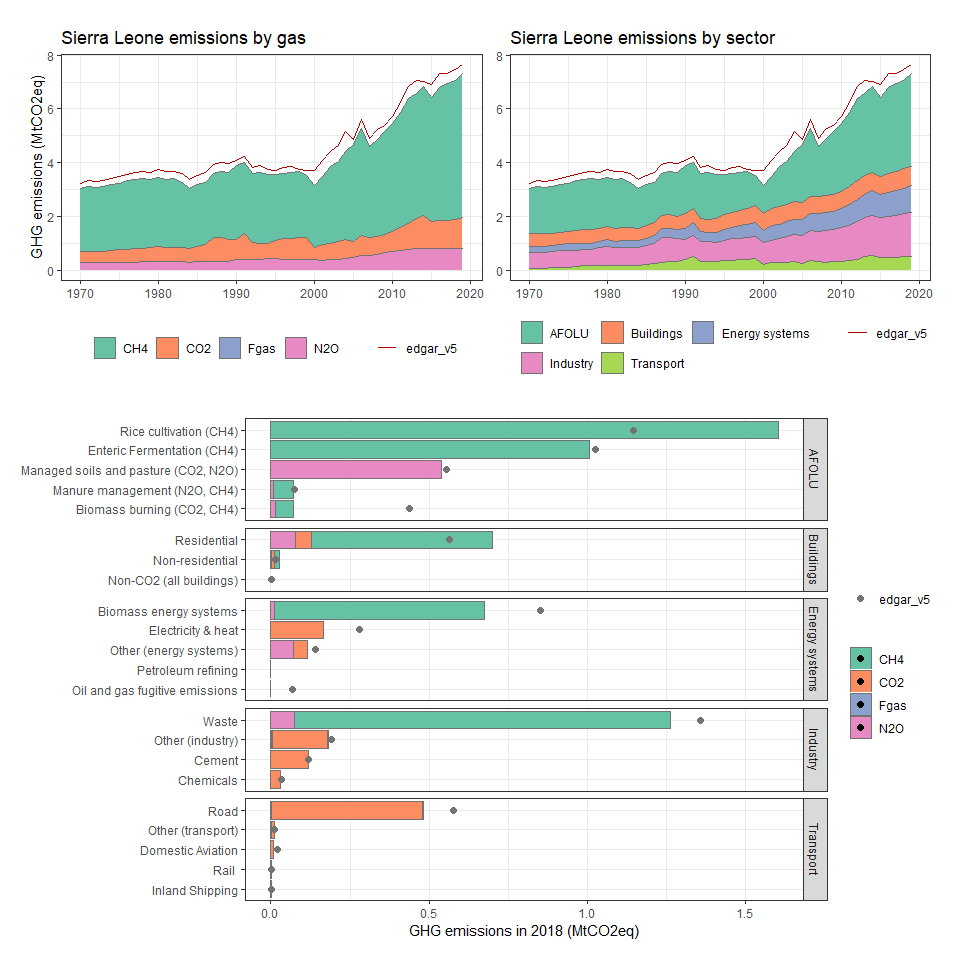 Sierra Leone emissions by gas
GHG emissions (MtCO2eq)
8
6
4
2
0
1970 1980 1990 2000 2010 2020
CH4 CO2 Fgas N2O edgar_v5
Sierra Leone emissions by sector
8
6
4
2
0
1970 1980 1990 2000 2010 2020
AFOLU Buildings Energy systems edgar_v5
Industry Transport
Rice cultivation (CH4)
Enteric Fermentation (CH4)
Managed soils and pasture (CO2, N2O)
Manure management (N2O, CH4)
Biomass burning (CO2, CH4)
AFOLU
Residential
Non-residential
Non-CO2 (all buildings)
Buildings
Biomass energy systems
Electricity & heat
Other (energy systems)
Petroleum refining
Oil and gas fugitive emissions
Energy systems
Waste
Other (industry)
Cement
Chemicals
Industry
Road
Other (transport)
Domestic Aviation
Rail
Inland Shipping
Transport
0.0 0.5 1.0 1.5
GHG emissions in 2018 (MtCO2eq)
edgar_v5
CH4
CO2
Fgas
N2O